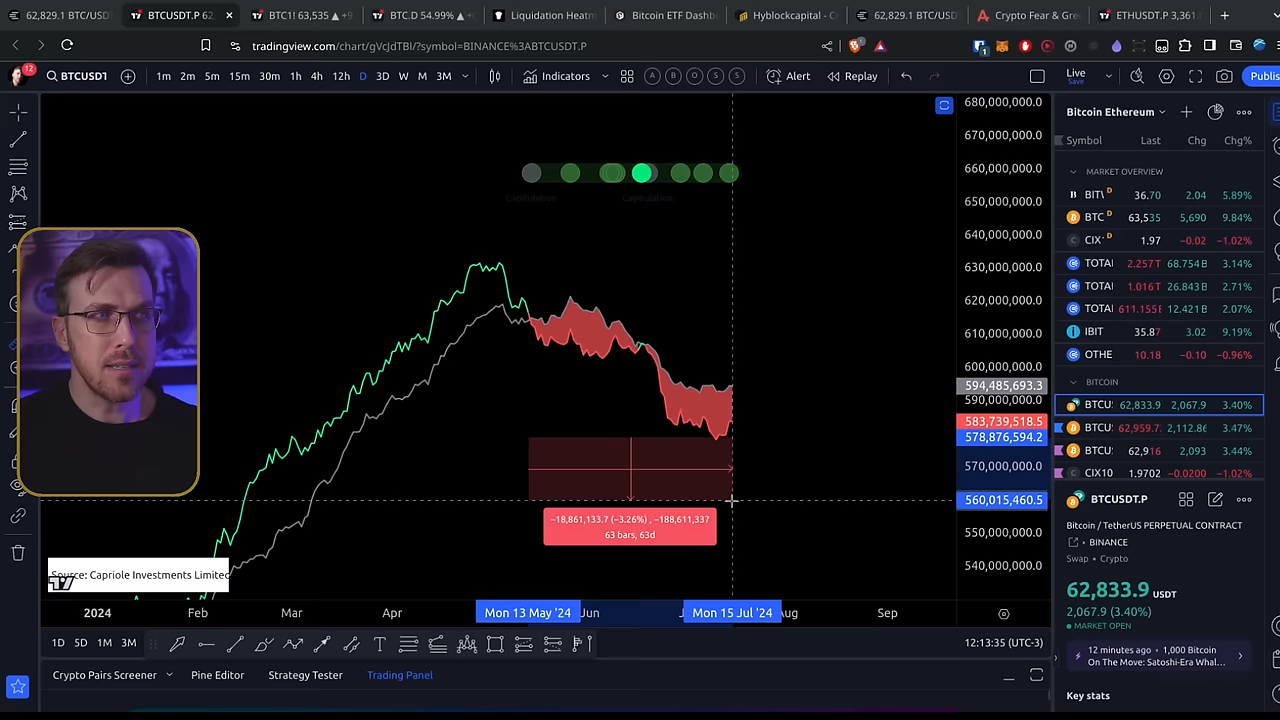 62,829.1 BTC/USD
BTCUSDT.P 62
BTC1! 63,535 ▲ +9
BTC.D 54.99% ▲
Liquidation Heatm
Bitcoin ETF Dashb
Hyblockcapital - C
62,829.1 BTC/USD
Crypto Fear & Gre
ETHUSDT.P 3,361.
tradingview.com/chart/gVcJdTBI/?symbol=BINANCE%3ABTCUSDT.P
12
BTCUSDT
1m 2m 5m 15m 30m 1h 4h 12h D 3D W M 3M
Indicators
A B O S S
Alert
Replay
Live
Save
Publis
680,000,000.0
670,000,000.0
660,000,000.0
650,000,000.0
640,000,000.0
630,000,000.0
620,000,000.0
610,000,000.0
600,000,000.0
594,485,693.3
590,000,000.0
583,739,518.5
578,876,594.2
570,000,000.0
560,015,460.5
550,000,000.0
540,000,000.0
Capitulation
Capitulation
−18,861,133.7 (−3.26%) , −188,611,337
63 bars, 63d
Source: Capriole Investments Limited
2024 Feb Mar Apr Mon 13 May '24 Jun Mon 15 Jul '24 Aug Sep
1D 5D 1M 3M
12:13:35 (UTC-3)
Crypto Pairs Screener
Pine Editor
Strategy Tester
Trading Panel
Bitcoin Ethereum
Symbol Last Chg Chg%
MARKET OVERVIEW
BIT D 36.70 2.04 5.89%
BTC D 63,535 5,690 9.84%
CIX D 1.97 −0.02 −1.02%
TOTA 2.257T 68.754B 3.14%
TOTA 1.016T 26.843B 2.71%
TOTA 611.155B 12.421B 2.07%
IBIT 35.87 3.02 9.19%
OTHE 10.18 −0.10 −0.96%
BITCOIN
BTCU: 62,833.9 2,067.9 3.40%
BTCU: 62,959.7 2,112.86 3.47%
BTCU: 62,916 2,093 3.44%
CIX10 1.9702 −0.0200 −1.02%
BTCUSDT.P
Bitcoin / TetherUS PERPETUAL CONTRACT
BINANCE
Swap • Crypto
62,833.9 USDT
2,067.9 (3.40%)
MARKET OPEN
12 minutes ago • 1,000 Bitcoin
On The Move: Satoshi-Era Whal...
Key stats